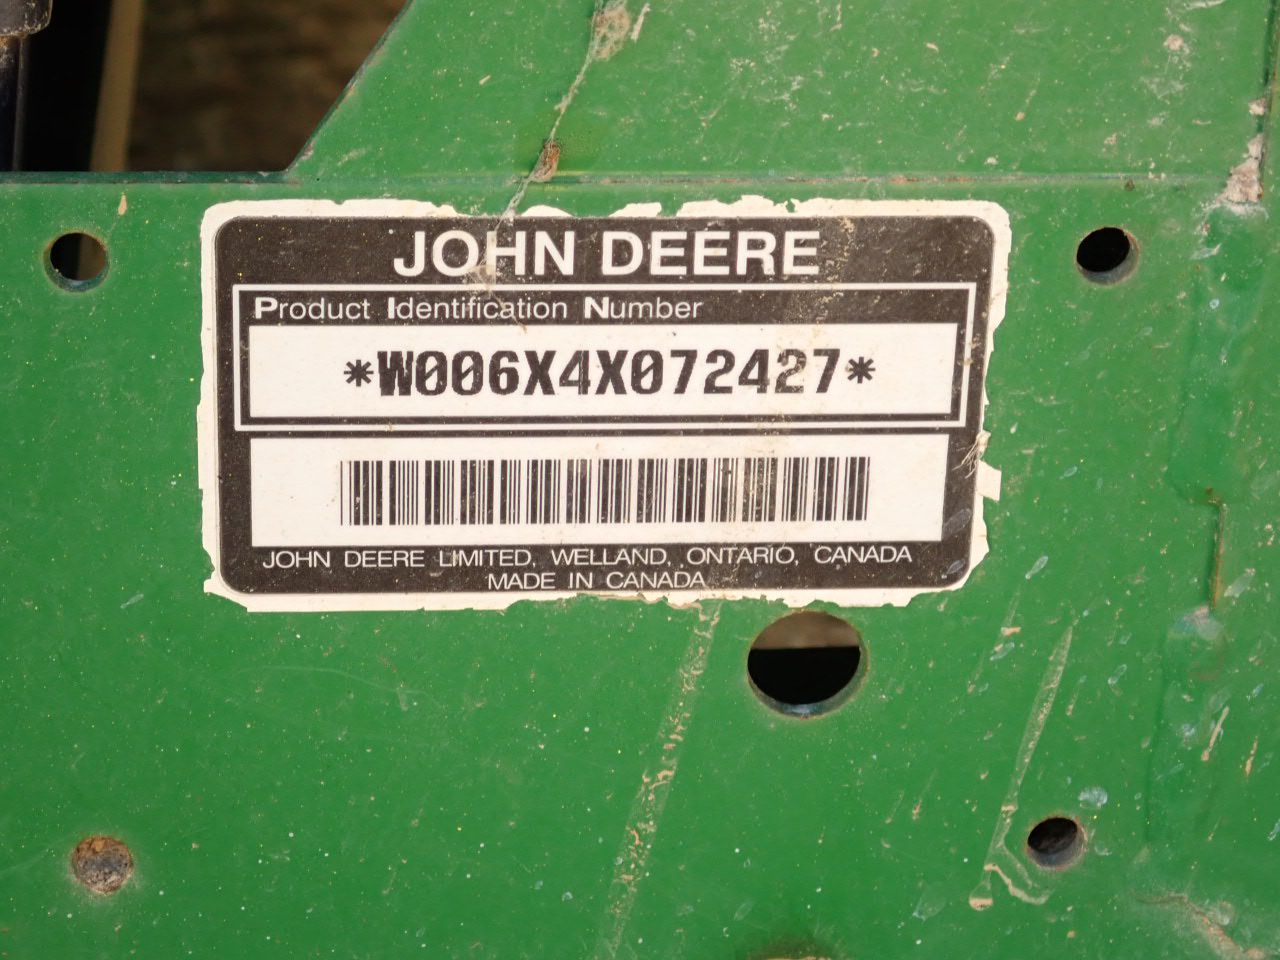 JOHN DEERE
Product Identification Number
*W006X4X072427*
JOHN DEERE LIMITED, WELLAND, ONTARIO, CANADA
MADE IN CANADA